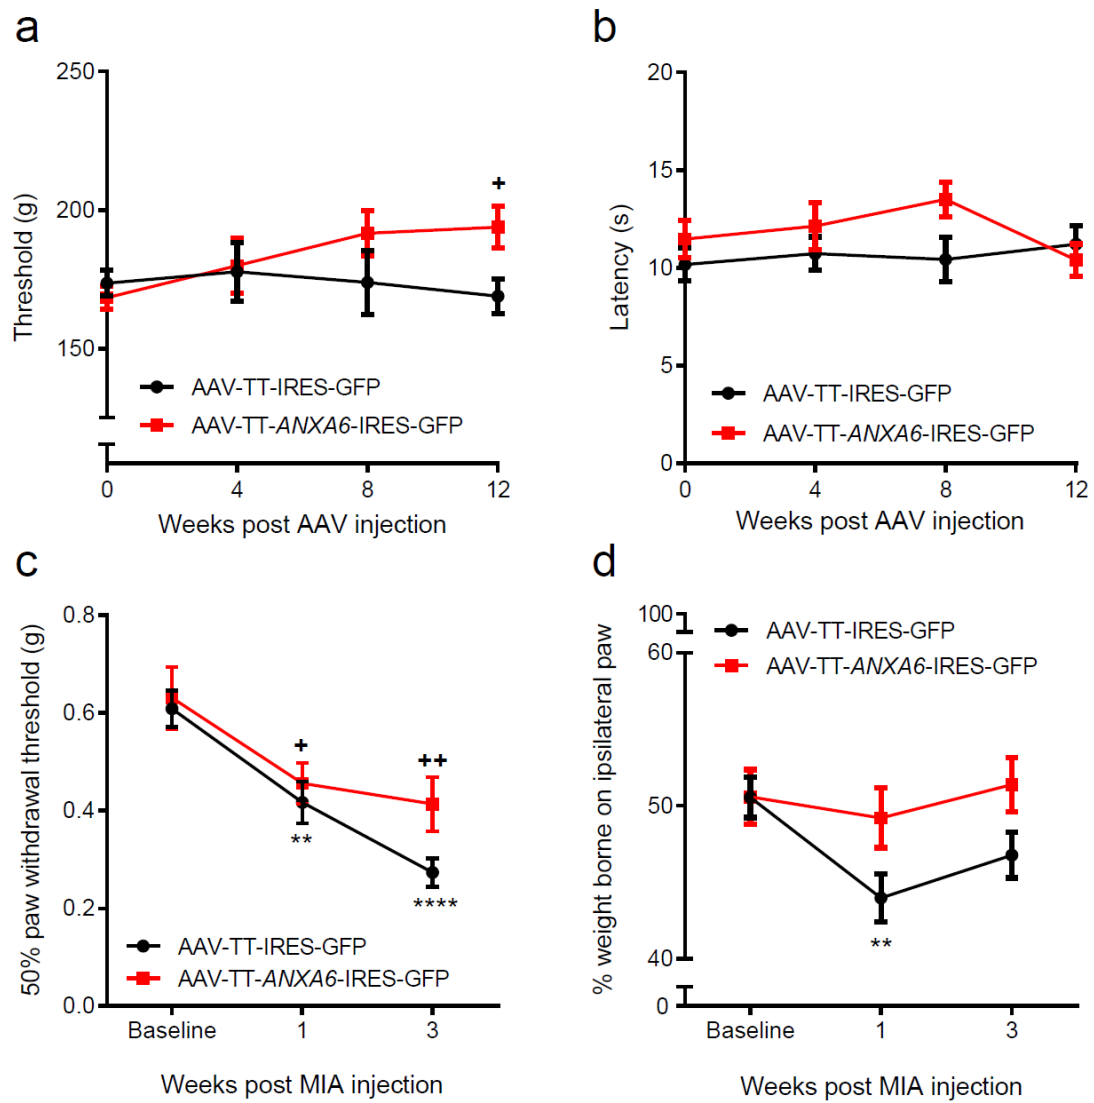 a
250
200
150
Threshold (g)
+
AAV-TT-IRES-GFP
AAV-TT-ANXA6-IRES-GFP
0 4 8 12
Weeks post AAV injection
b
20
15
10
5
0
Latency (s)
AAV-TT-IRES-GFP
AAV-TT-ANXA6-IRES-GFP
0 4 8 12
Weeks post AAV injection
c
0.8
0.6
0.4
0.2
0.0
50% paw withdrawal threshold (g)
+
++
**
****
AAV-TT-IRES-GFP
AAV-TT-ANXA6-IRES-GFP
Baseline 1 3
Weeks post MIA injection
d
100
60
50
40
0
% weight borne on ipsilateral paw
AAV-TT-IRES-GFP
AAV-TT-ANXA6-IRES-GFP
**
Baseline 1 3
Weeks post MIA injection